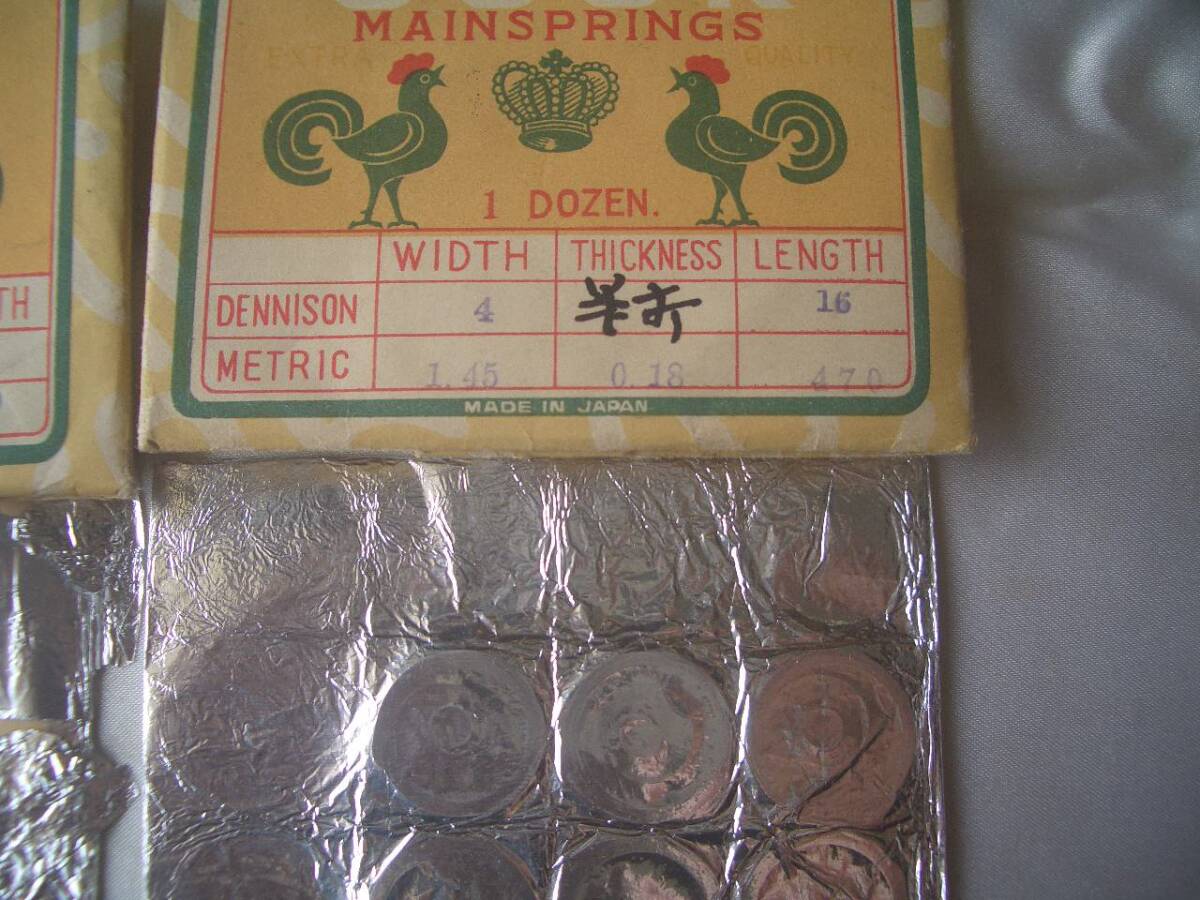 MAINSPRINGS
EXTRA QUALITY
1 DOZEN.
WIDTH THICKNESS LENGTH
DENNISON 4 16
METRIC 1.45 0.18 470
MADE IN JAPAN
TH